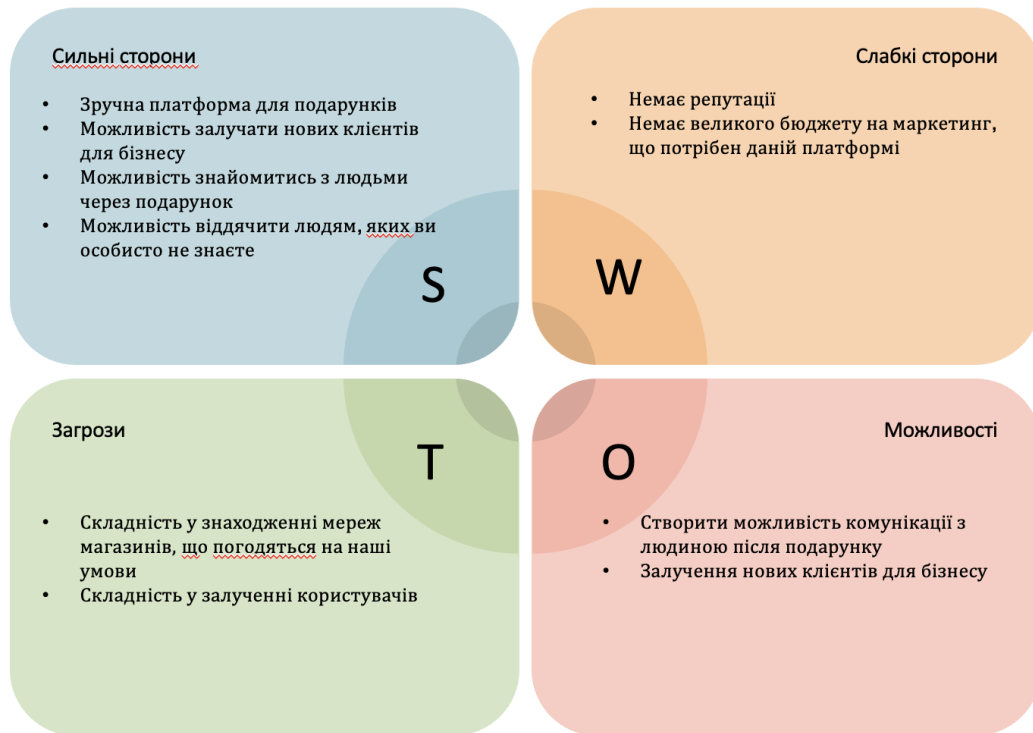 Сильні сторони
Зручна платформа для подарунків
Можливість залучати нових клієнтів
для бізнесу
Можливість знайомитись з людьми
через подарунок
Можливість віддячити людям, яких ви
особисто не знаєте
S
Слабкі сторони
Немає репутації
Немає великого бюджету на маркетинг,
що потрібен даній платформі
W
Загрози
T
Складність у знаходженні мереж
магазинів, що погодяться на наші
умови
Складність у залученні користувачів
Можливості
O
Створити можливість комунікації з
людиною після подарунку
Залучення нових клієнтів для бізнесу